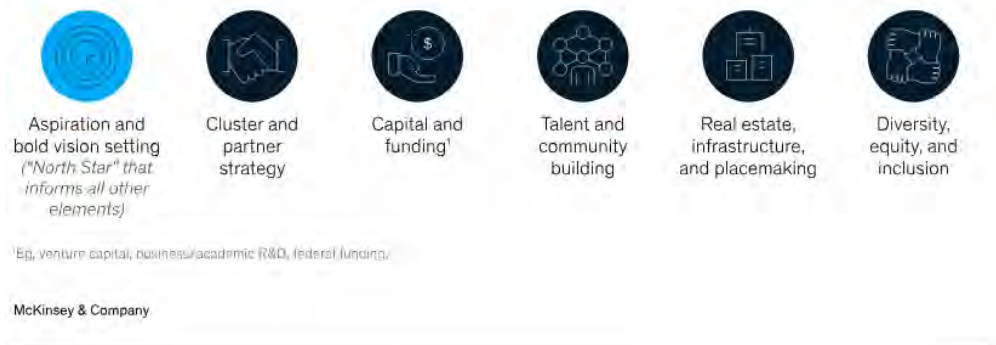 $
Aspiration and
bold vision setting
("North Star" that
informs all other
elements)
Cluster and
partner
strategy
Capital and
funding¹
Talent and
community
building
Real estate,
infrastructure,
and placemaking
Diversity,
equity, and
inclusion
¹Eg, venture capital, business/academic R&D, federal funding.
McKinsey & Company